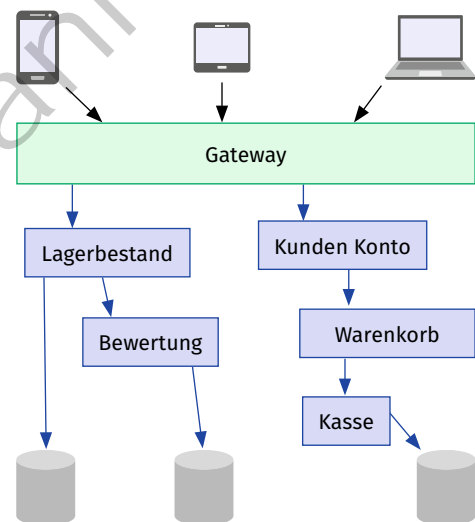 Gateway
Lagerbestand
Kunden Konto
Bewertung
Warenkorb
Kasse